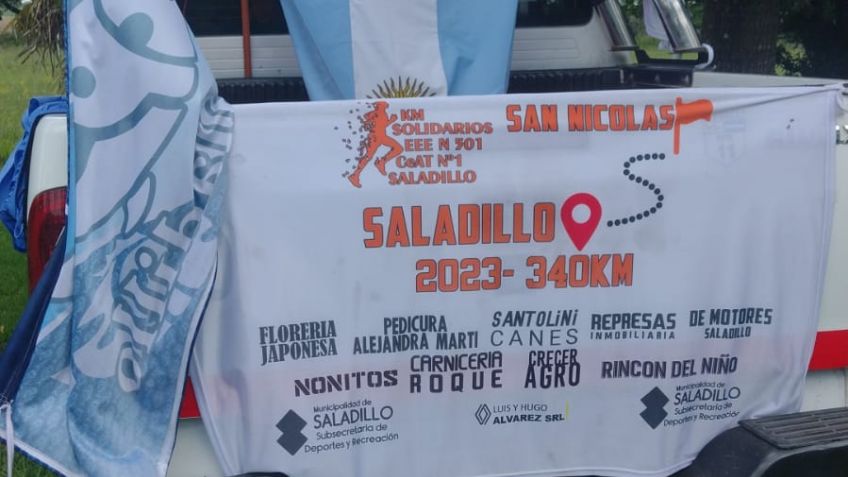 KM
SOLIDARIOS
EEE N 501
CeAT Nº1
SALADILLO
SAN NICOLAS
SALADILLO
2023- 340KM
FLORERIA
JAPONESA
PEDICURA
ALEJANDRA MARTI
SANTOLINI
CANES
REPRESAS
INMOBILIARIA
DE MOTORES
SALADILLO
NONITOS
CARNICERIA
ROQUE
CRECER
AGRO
RINCON DEL NIÑO
Municipalidad de
SALADILLO
Subsecretaría de
Deportes y Recreación
LUIS Y HUGO
ALVAREZ SRL
Municipalidad de
SALADILLO
Subsecretaría de
Deportes y Recreación